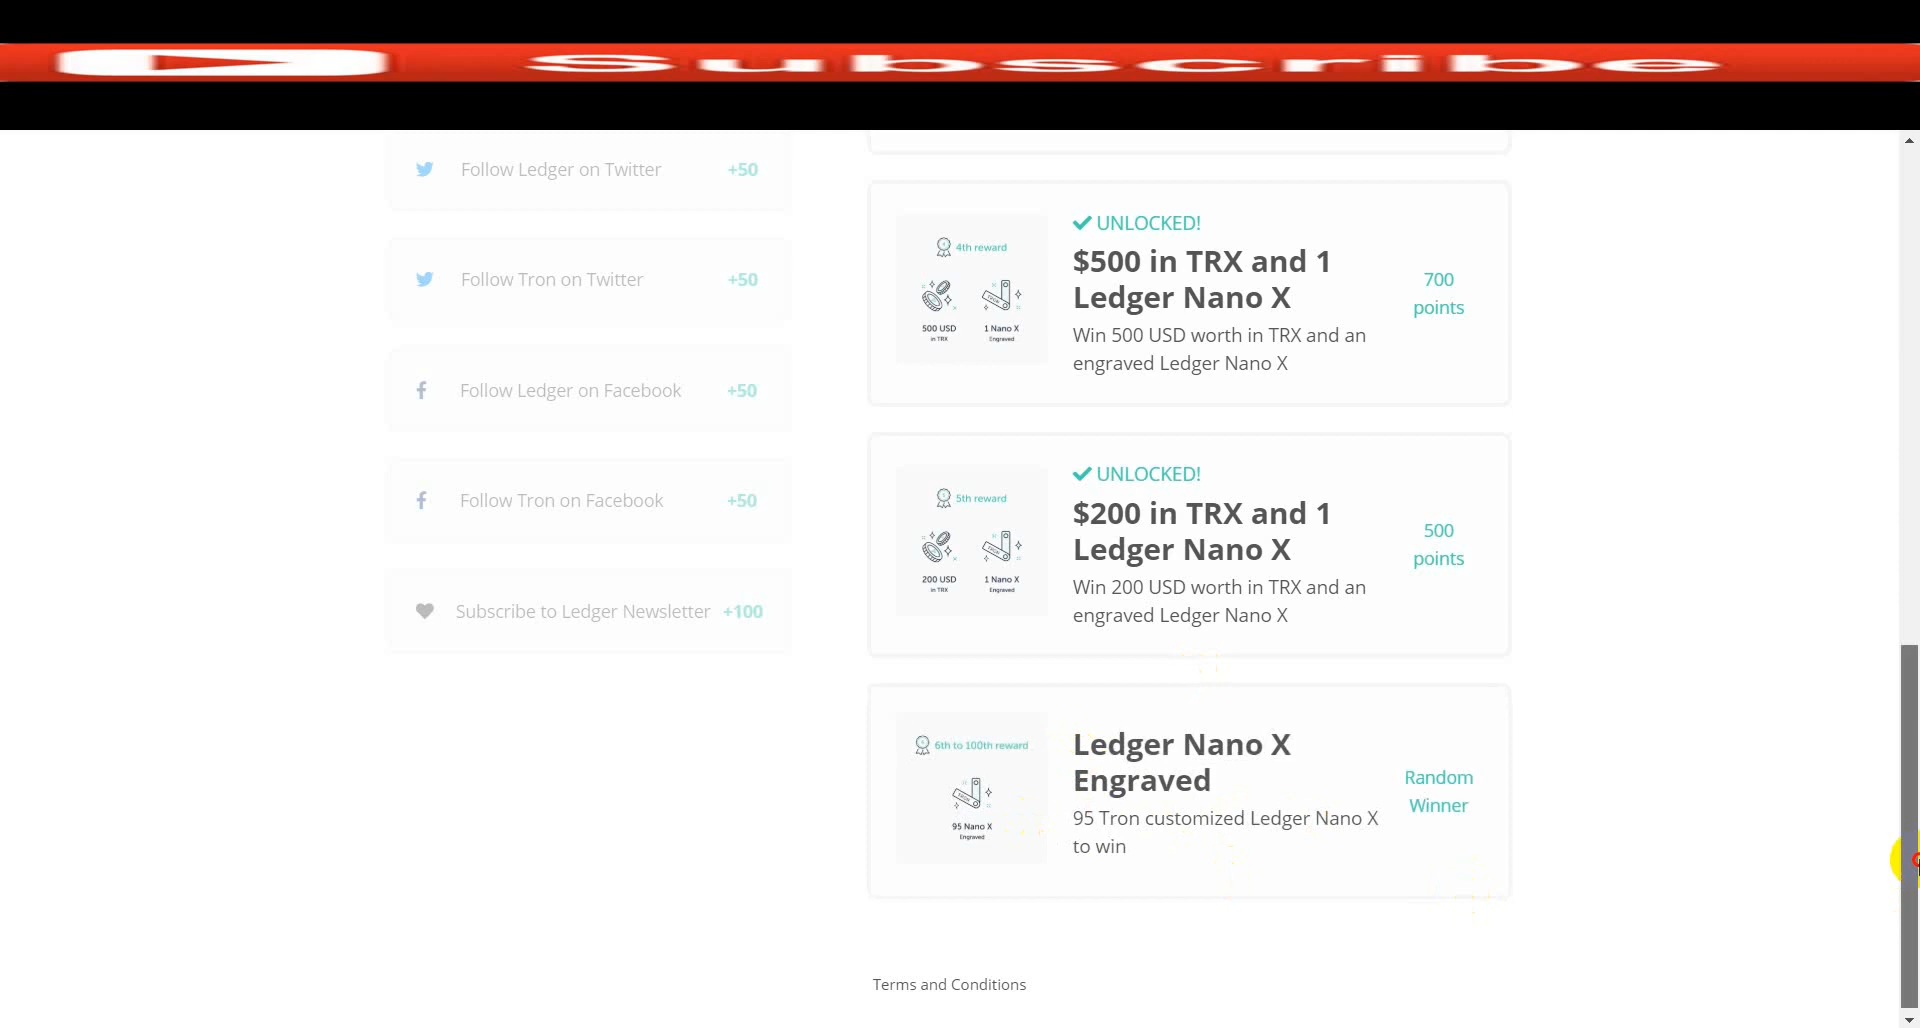 Subscribe
Follow Ledger on Twitter +50
Follow Tron on Twitter +50
Follow Ledger on Facebook +50
Follow Tron on Facebook +50
Subscribe to Ledger Newsletter +100
4th reward
500 USD
in TRX
1 Nano X
Engraved
UNLOCKED!
$500 in TRX and 1
Ledger Nano X
Win 500 USD worth in TRX and an
engraved Ledger Nano X
700
points
5th reward
200 USD
in TRX
1 Nano X
Engraved
UNLOCKED!
$200 in TRX and 1
Ledger Nano X
Win 200 USD worth in TRX and an
engraved Ledger Nano X
500
points
6th to 100th reward
95 Nano X
Engraved
Ledger Nano X
Engraved
95 Tron customized Ledger Nano X
to win
Random
Winner
Terms and Conditions